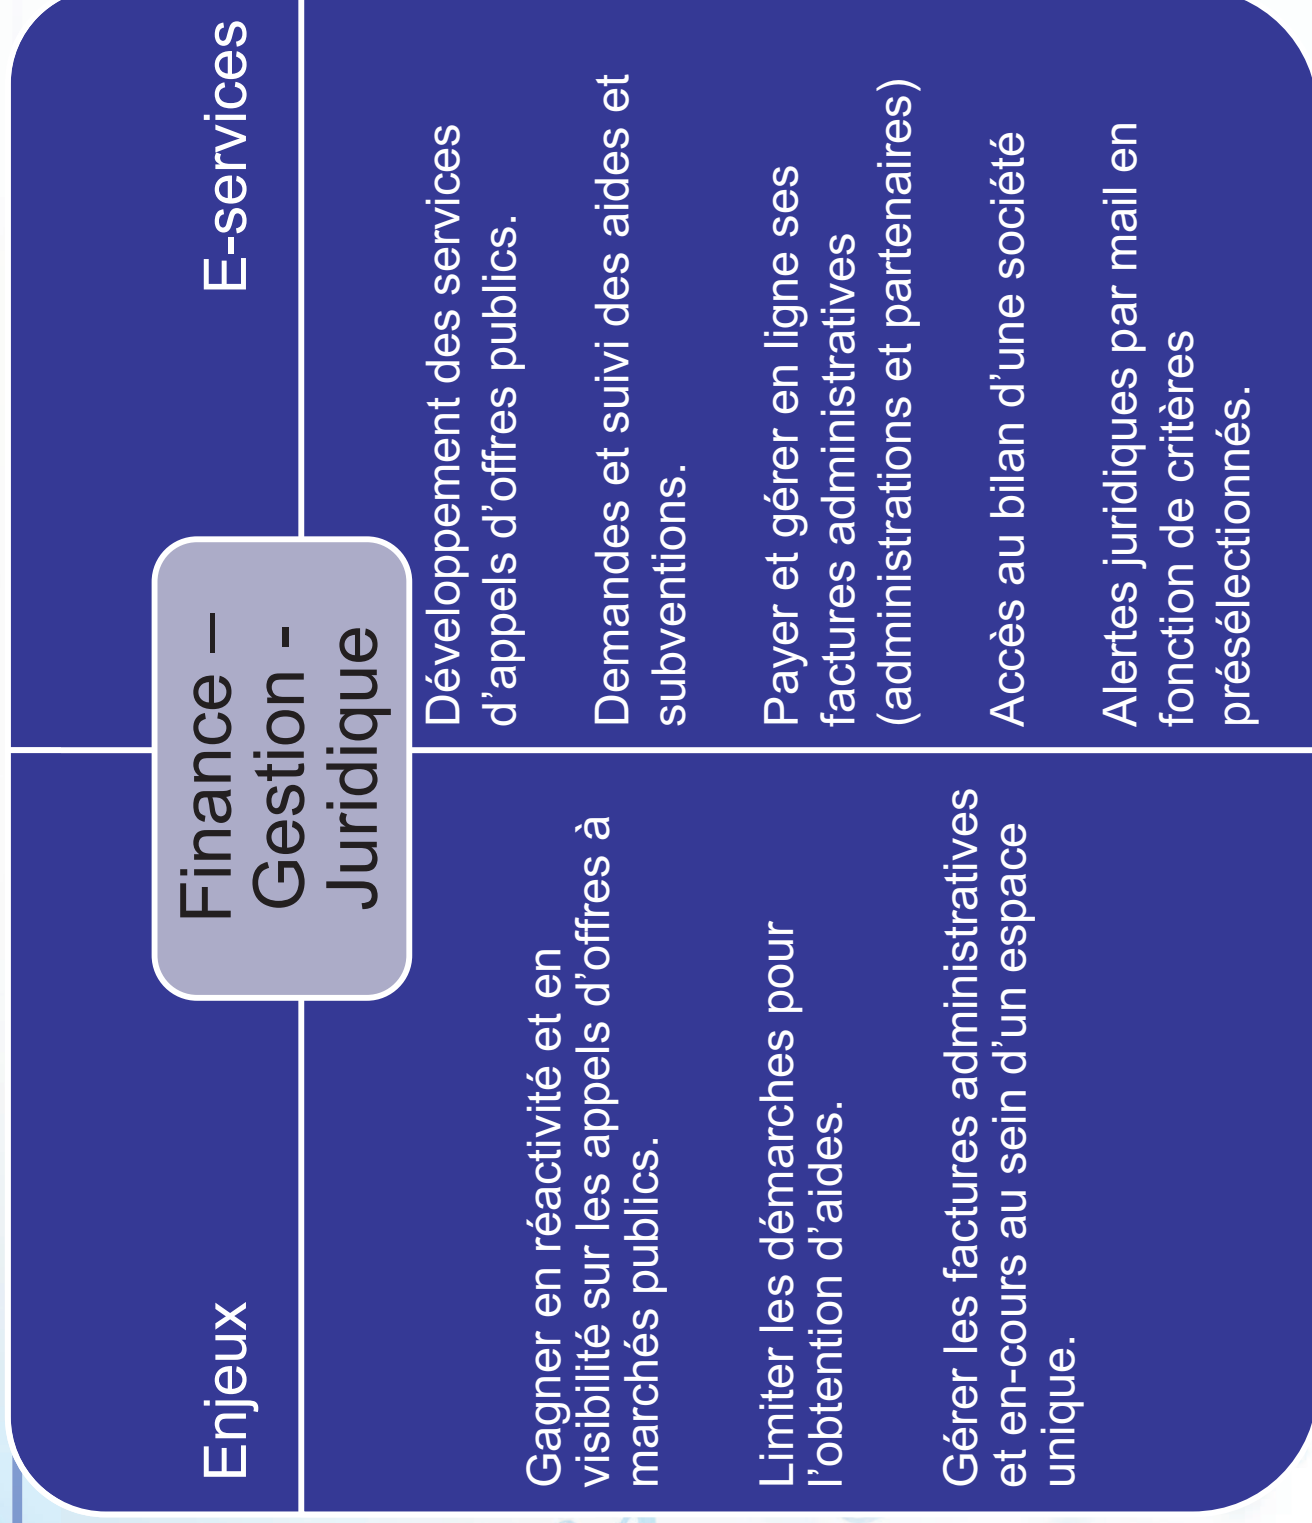 Finance –
Gestion -
Juridique
Enjeux
Gagner en réactivité et en
visibilité sur les appels d’offres à
marchés publics.
Limiter les démarches pour
l’obtention d’aides.
Gérer les factures administratives
et en-cours au sein d’un espace
unique.
E-services
Développement des services
d’appels d’offres publics.
Demandes et suivi des aides et
subventions.
Payer et gérer en ligne ses
factures administratives
(administrations et partenaires)
Accès au bilan d’une société
Alertes juridiques par mail en
fonction de critères
présélectionnés.